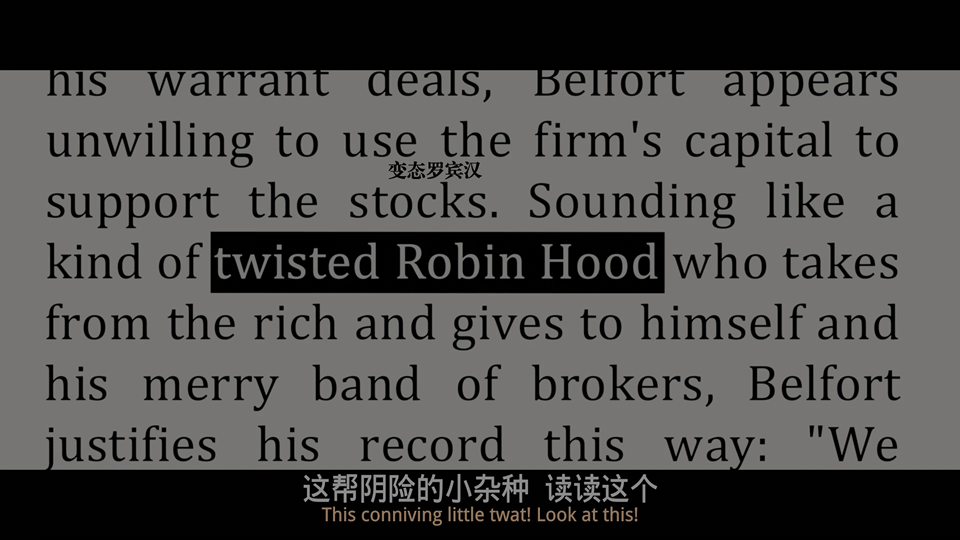 his warrant deals, Belfort appears
unwilling to use the firm's capital to
变态罗宾汉
support the stocks. Sounding like a
kind of twisted Robin Hood who takes
from the rich and gives to himself and
his merry band of brokers, Belfort
justifies his record this way: "We
这帮阴险的小杂种 读读这个
This conniving little twat! Look at this!